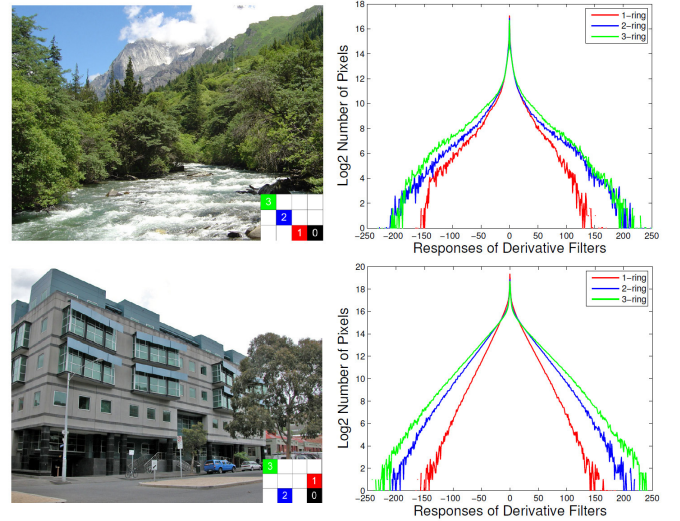 3
2
1 0
18
16
14
12
10
8
6
4
2
0
Log2 Number of Pixels
1-ring
2-ring
3-ring
-250 -200 -150 -100 -50 0 50 100 150 200 250
Responses of Derivative Filters
3
1
2 0
20
18
16
14
12
10
8
6
4
2
0
Log2 Number of Pixels
1-ring
2-ring
3-ring
-250 -200 -150 -100 -50 0 50 100 150 200 250
Responses of Derivative Filters